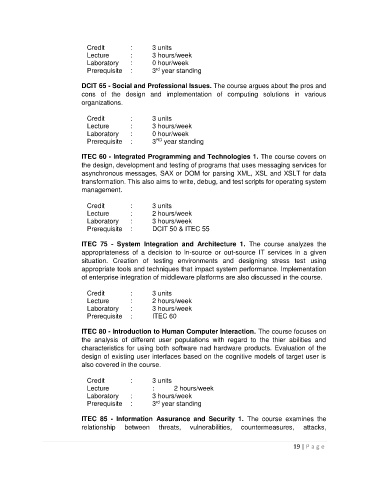 Credit : 3 units
Lecture : 3 hours/week
Laboratory : 0 hour/week
Prerequisite : 3rd year standing
DCIT 65 - Social and Professional Issues. The course argues about the pros and
cons of the design and implementation of computing solutions in various
organizations.
Credit : 3 units
Lecture : 3 hours/week
Laboratory : 0 hour/week
Prerequisite : 3RD year standing
ITEC 60 - Integrated Programming and Technologies 1. The course covers on
the design, development and testing of programs that uses messaging services for
asynchronous messages, SAX or DOM for parsing XML, XSL and XSLT for data
transformation. This also aims to write, debug, and test scripts for operating system
management.
Credit : 3 units
Lecture : 2 hours/week
Laboratory : 3 hours/week
Prerequisite : DCIT 50 & ITEC 55
ITEC 75 - System Integration and Architecture 1. The course analyzes the
appropriateness of a decision to in-source or out-source IT services in a given
situation. Creation of testing environments and designing stress test using
appropriate tools and techniques that impact system performance. Implementation
of enterprise integration of middleware platforms are also discussed in the course.
Credit : 3 units
Lecture : 2 hours/week
Laboratory : 3 hours/week
Prerequisite : ITEC 60
ITEC 80 - Introduction to Human Computer Interaction. The course focuses on
the analysis of different user populations with regard to the thier abilities and
characteristics for using both software nad hardware products. Evaluation of the
design of existing user interfaces based on the cognitive models of target user is
also covered in the course.
Credit : 3 units
Lecture : 2 hours/week
Laboratory : 3 hours/week
Prerequisite : 3rd year standing
ITEC 85 - Information Assurance and Security 1. The course examines the
relationship between threats, vulnerabilities, countermeasures, attacks,
19 | Page